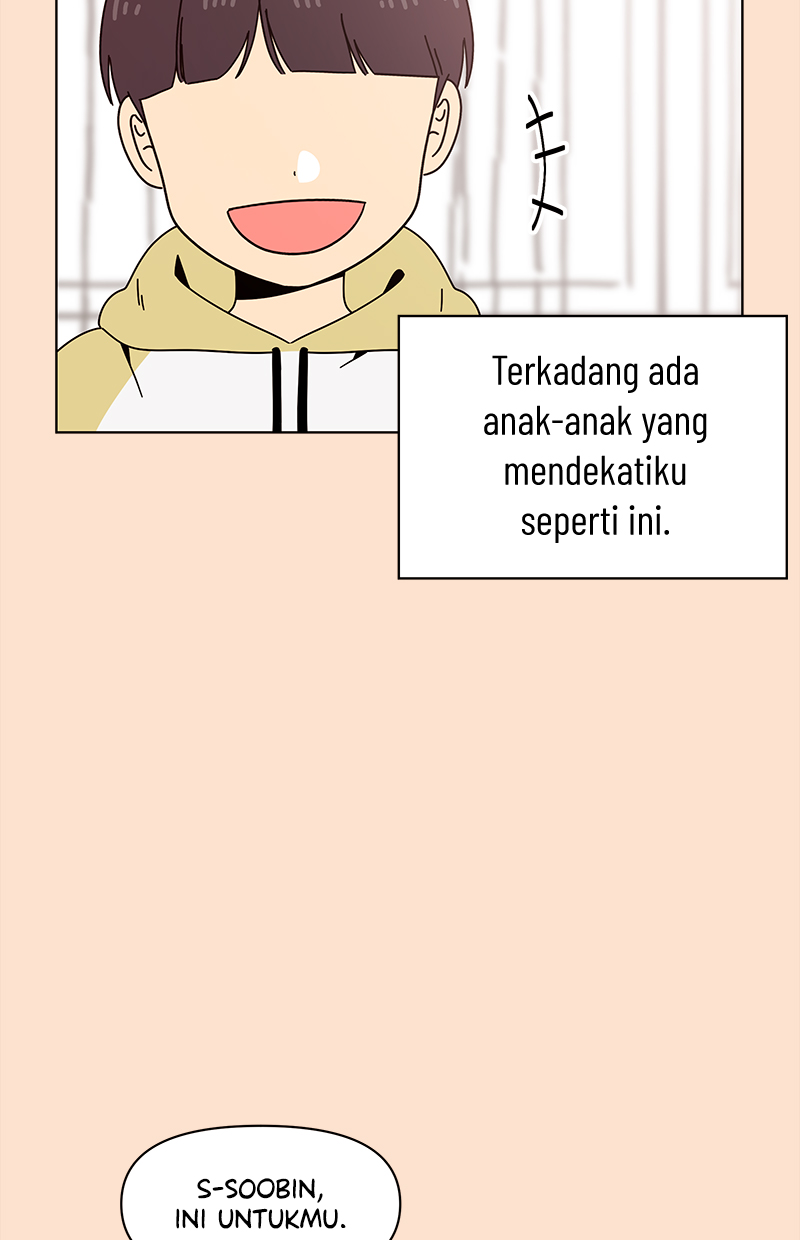 Terkadang ada
anak-anak yang
mendekatiku
seperti ini.
S-SOOBIN,
INI UNTUKMU.